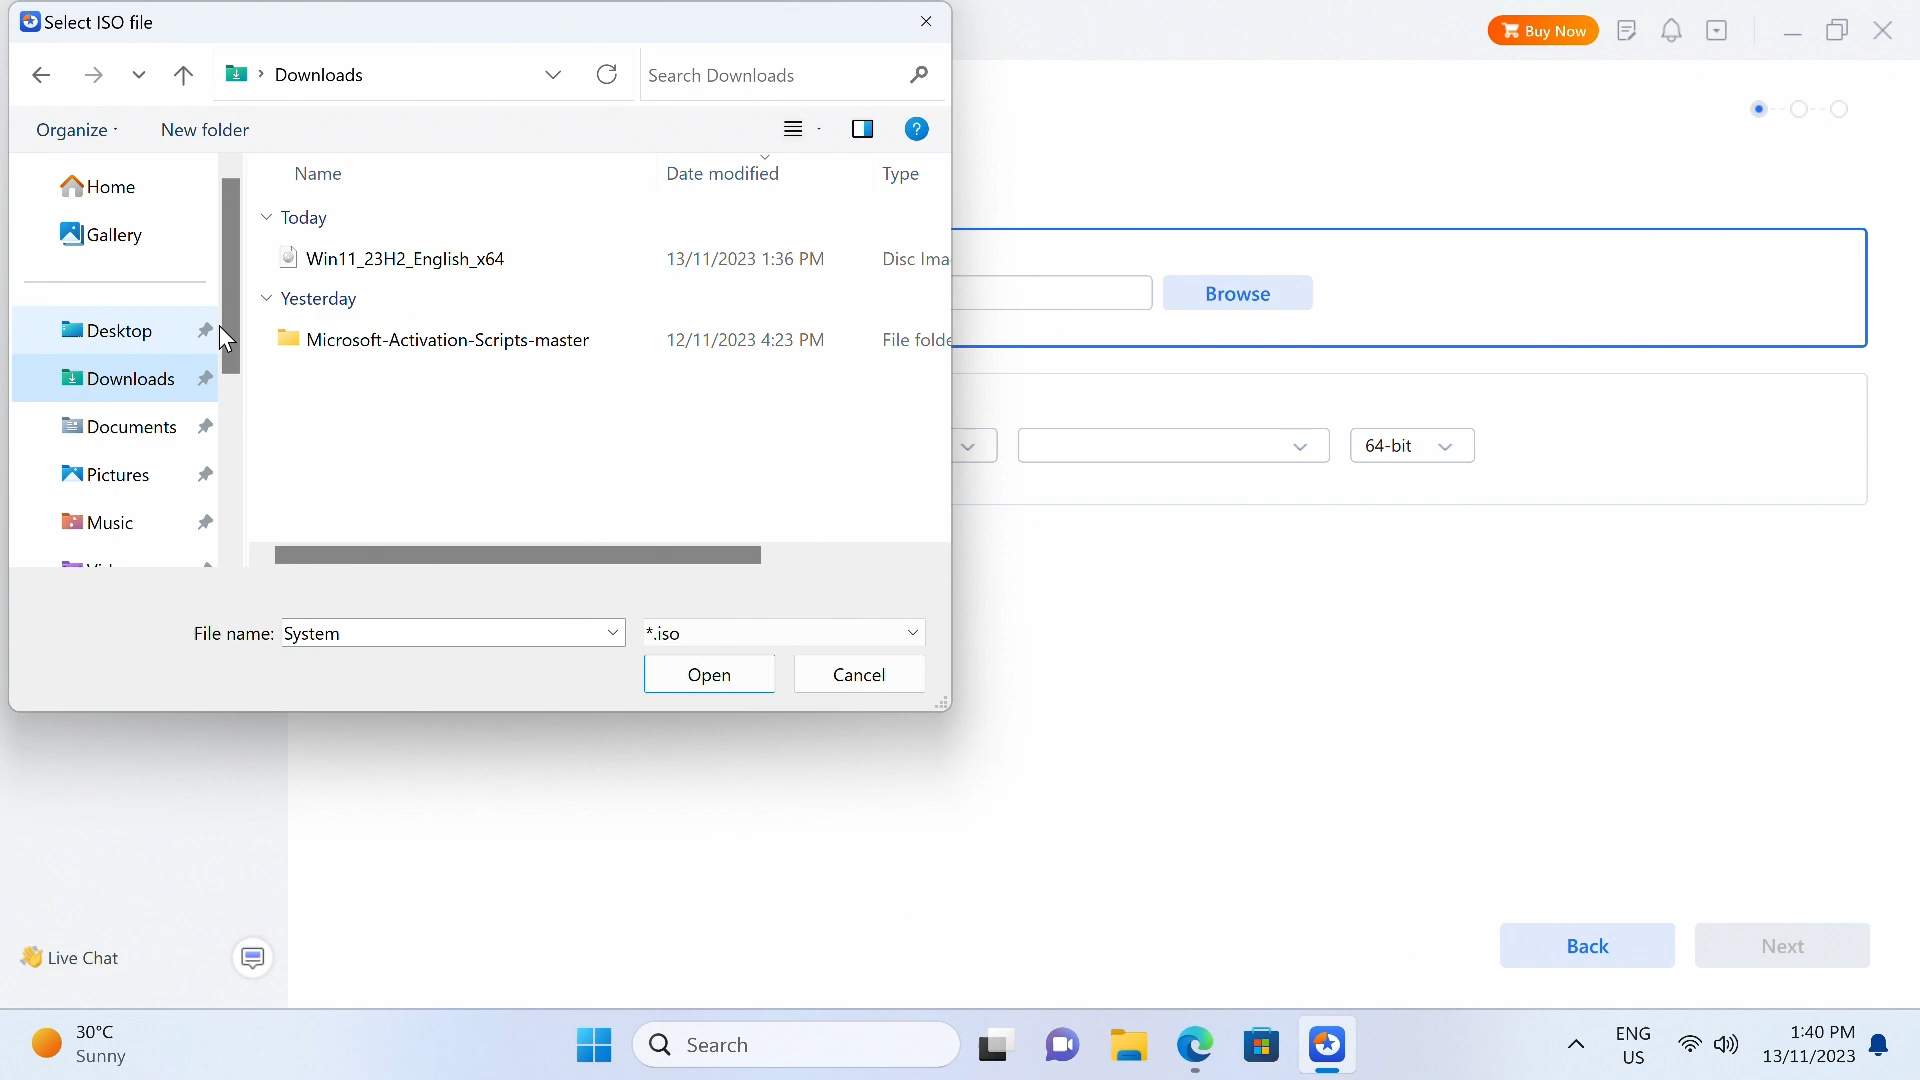 Select ISO file
Buy Now
Downloads
Search Downloads
Organize
New folder
Home
Gallery
Desktop
Downloads
Documents
Pictures
Music
Name
Date modified
Type
Today
Win11_23H2_English_x64
13/11/2023 1:36 PM
Disc Ima
Yesterday
Microsoft-Activation-Scripts-master
12/11/2023 4:23 PM
File folde
Browse
64-bit
File name:
System
*.iso
Open
Cancel
Live Chat
Back
Next
30°C
Sunny
Search
ENG
US
1:40 PM
13/11/2023